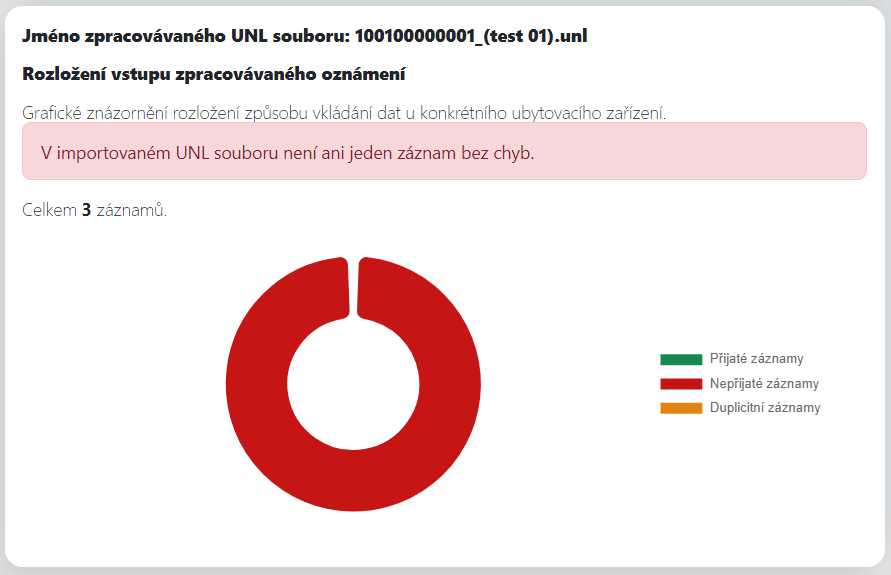 Jméno zpracovávaného UNL souboru: 100100000001_(test 01).unl
Rozložení vstupu zpracovávaného oznámení
Grafické znázornění rozložení způsobu vkládání dat u konkrétního ubytovacího zařízení.
V importovaném UNL souboru není ani jeden záznam bez chyb.
Celkem 3 záznamů.
Přijaté záznamy
Nepřijaté záznamy
Duplicitní záznamy